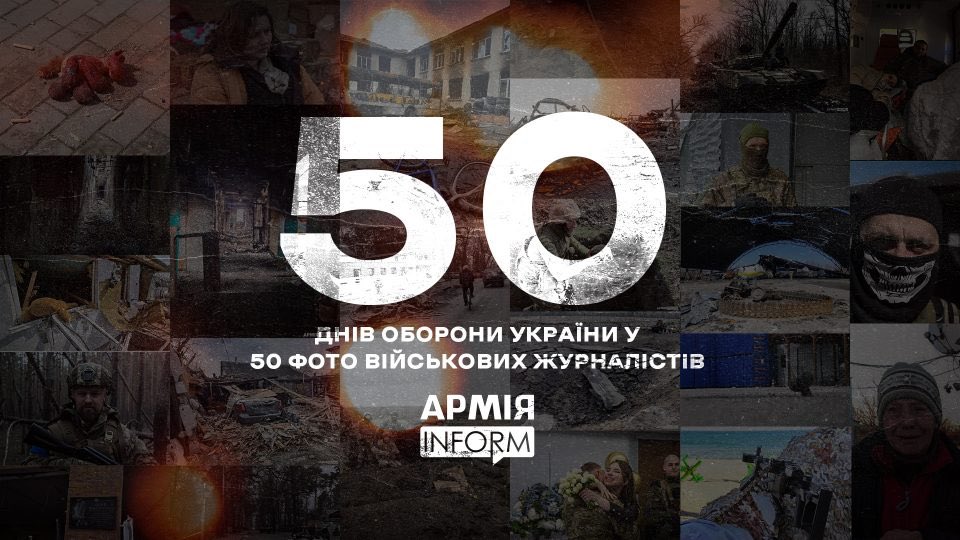 50
ДНІВ ОБОРОНИ УКРАЇНИ У
50 ФОТО ВІЙСЬКОВИХ ЖУРНАЛІСТІВ
АРМІЯ
INFORM